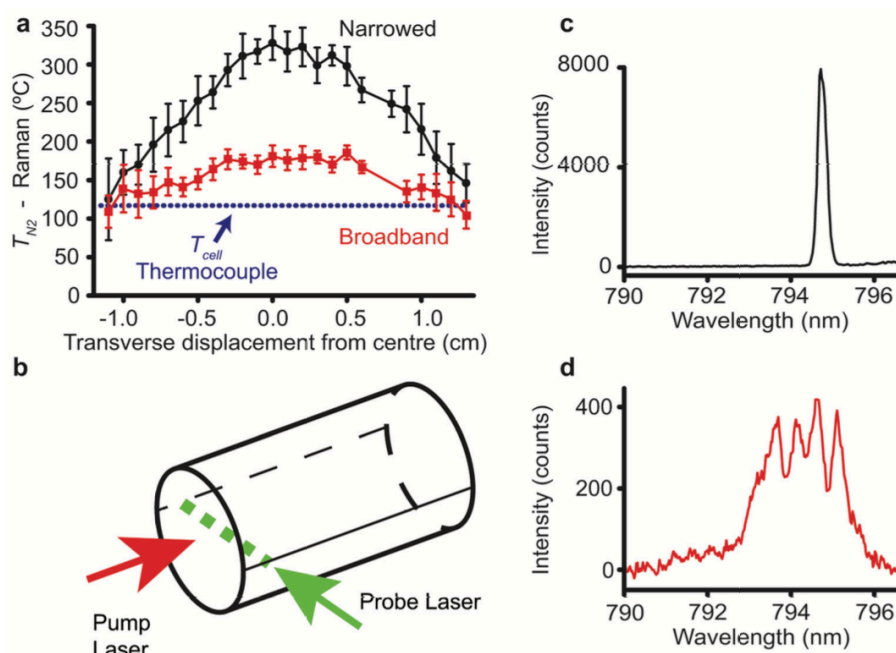 a
350
300
250
200
150
100
50
0
T_N2 - Raman (ºC)
Narrowed
Broadband
T_cell
Thermocouple
-1.0 -0.5 0.0 0.5 1.0
Transverse displacement from centre (cm)
b
Pump
Laser
Probe Laser
c
8000
4000
0
Intensity (counts)
790 792 794 796
Wavelength (nm)
d
400
200
0
Intensity (counts)
790 792 794 796
Wavelength (nm)